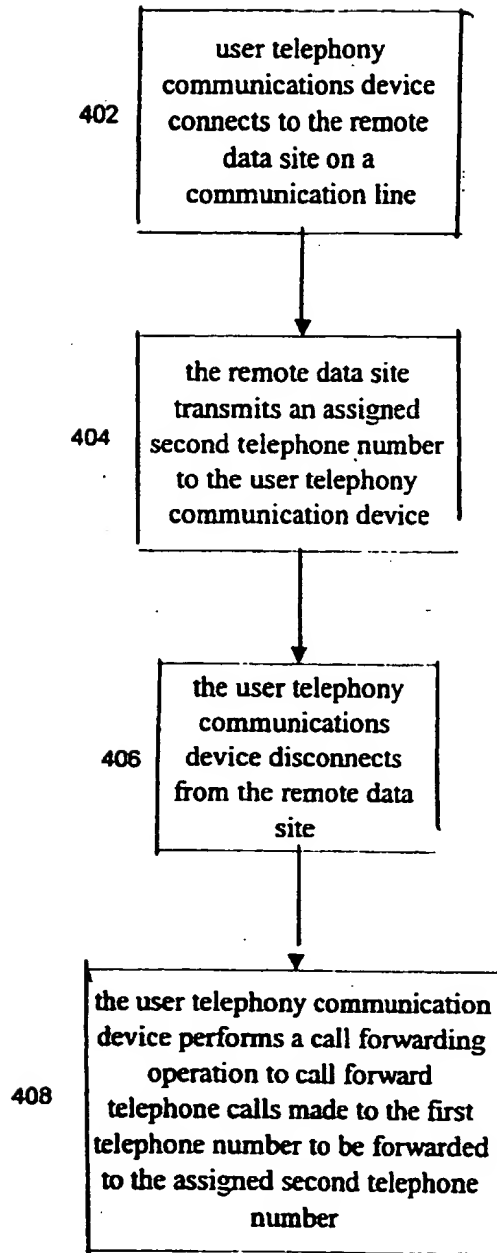 402
user telephony
communications device
connects to the remote
data site on a
communication line
404
the remote data site
transmits an assigned
second telephone number
to the user telephony
communication device
406
the user telephony
communications
device disconnects
from the remote data
site
408
the user telephony communication
device performs a call forwarding
operation to call forward
telephone calls made to the first
telephone number to be forwarded
to the assigned second telephone
number